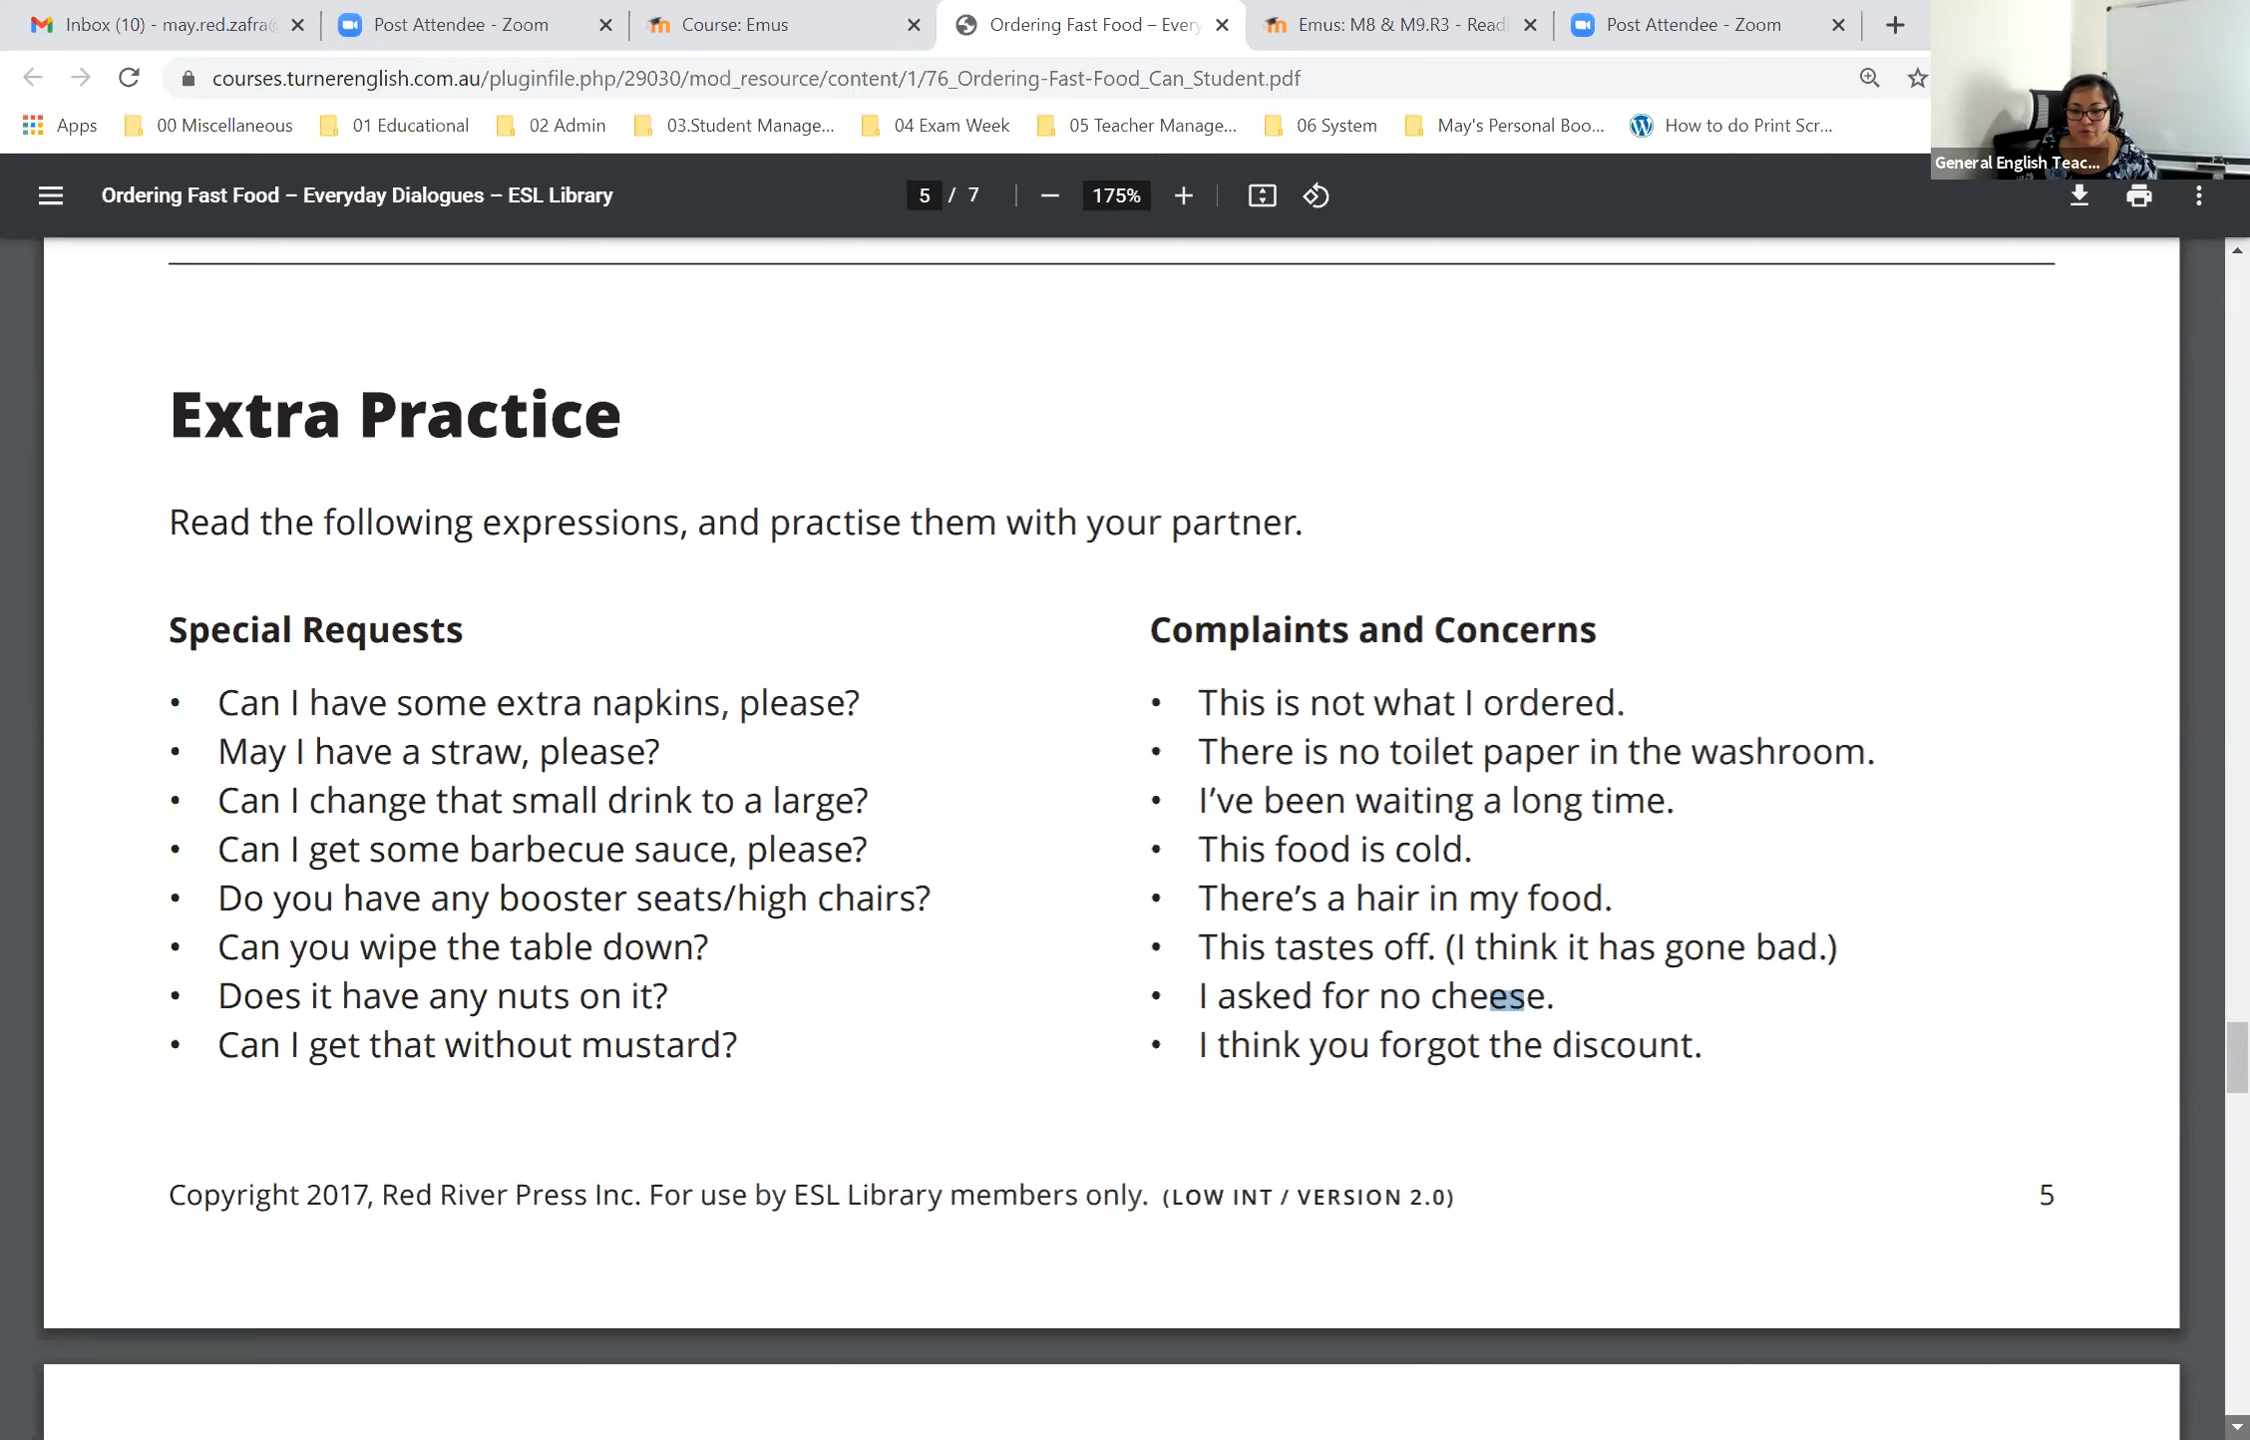 Inbox (10) - may.red.zafra@
Post Attendee - Zoom
Course: Emus
Ordering Fast Food – Every
Emus: M8 & M9.R3 - Readi
Post Attendee - Zoom
courses.turnerenglish.com.au/pluginfile.php/29030/mod_resource/content/1/76_Ordering-Fast-Food_Can_Student.pdf
Apps
00 Miscellaneous
01 Educational
02 Admin
03.Student Manage...
04 Exam Week
05 Teacher Manage...
06 System
May's Personal Boo...
How to do Print Scr...
General English Teac...
Ordering Fast Food – Everyday Dialogues – ESL Library
5 / 7
175%
Extra Practice
Read the following expressions, and practise them with your partner.
Special Requests
• Can I have some extra napkins, please?
• May I have a straw, please?
• Can I change that small drink to a large?
• Can I get some barbecue sauce, please?
• Do you have any booster seats/high chairs?
• Can you wipe the table down?
• Does it have any nuts on it?
• Can I get that without mustard?
Complaints and Concerns
• This is not what I ordered.
• There is no toilet paper in the washroom.
• I've been waiting a long time.
• This food is cold.
• There's a hair in my food.
• This tastes off. (I think it has gone bad.)
• I asked for no cheese.
• I think you forgot the discount.
Copyright 2017, Red River Press Inc. For use by ESL Library members only. (LOW INT / VERSION 2.0)
5